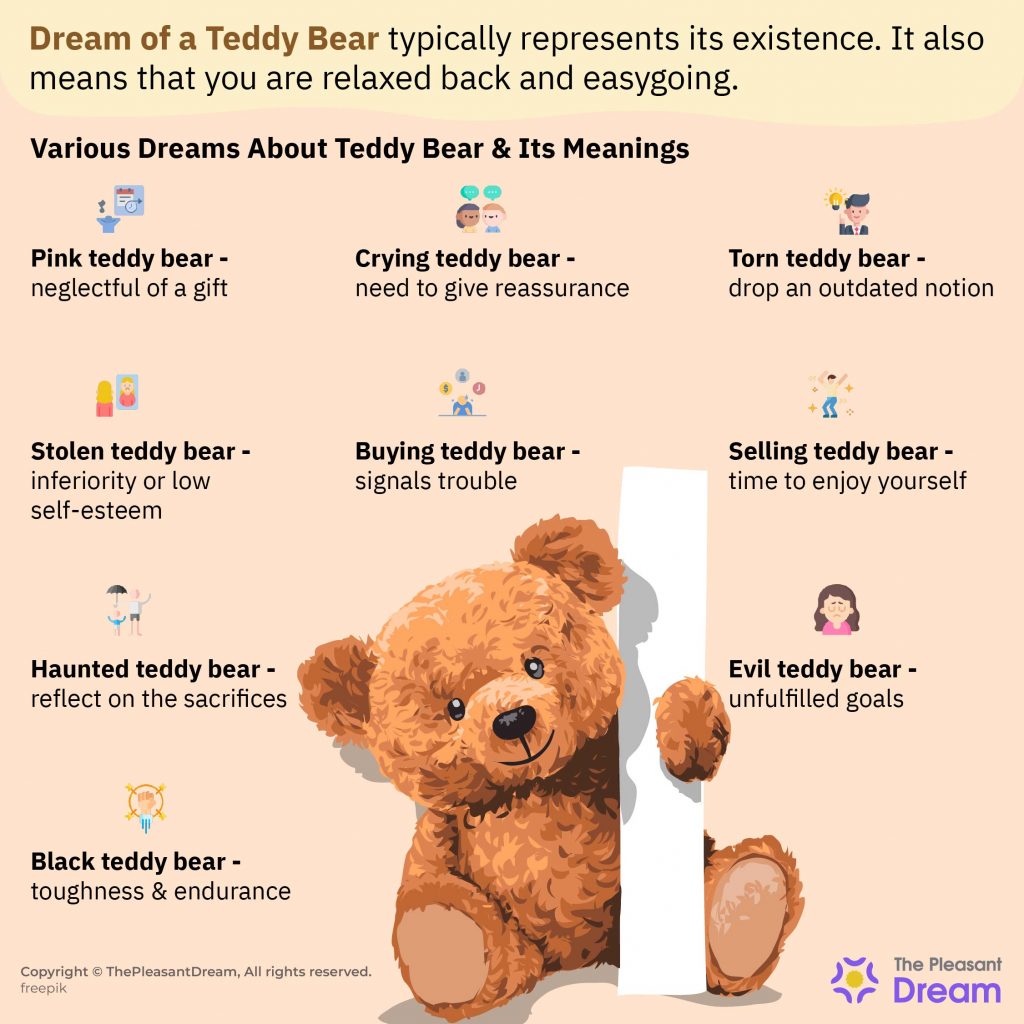 Dream of a Teddy Bear typically represents its existence. It also
means that you are relaxed back and easygoing.
Various Dreams About Teddy Bear & Its Meanings
Pink teddy bear -
neglectful of a gift
Crying teddy bear -
need to give reassurance
Torn teddy bear -
drop an outdated notion
Stolen teddy bear -
inferiority or low
self-esteem
Buying teddy bear -
signals trouble
Selling teddy bear -
time to enjoy yourself
Haunted teddy bear -
reflect on the sacrifices
Evil teddy bear -
unfulfilled goals
Black teddy bear -
toughness & endurance
Copyright © ThePleasantDream, All rights reserved.
freepik
The Pleasant
Dream